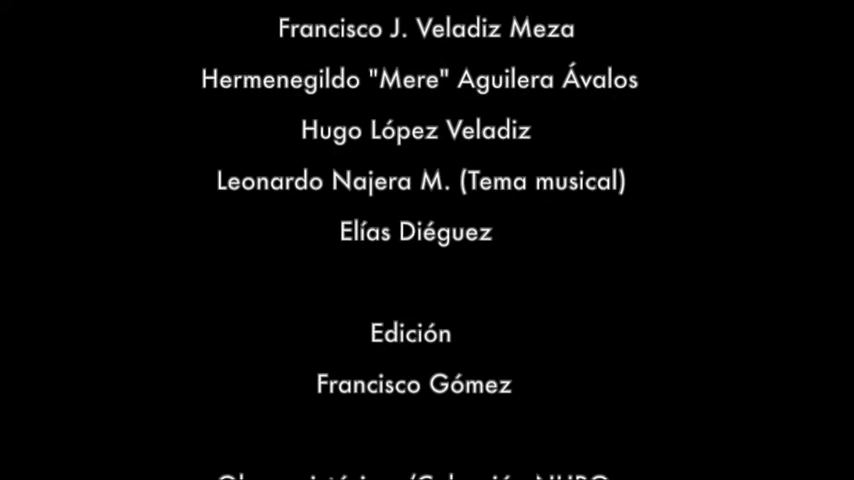 Francisco J. Veladiz Meza
Hermenegildo "Mere" Aguilera Ávalos
Hugo López Veladiz
Leonardo Najera M. (Tema musical)
Elías Diéguez
Edición
Francisco Gómez